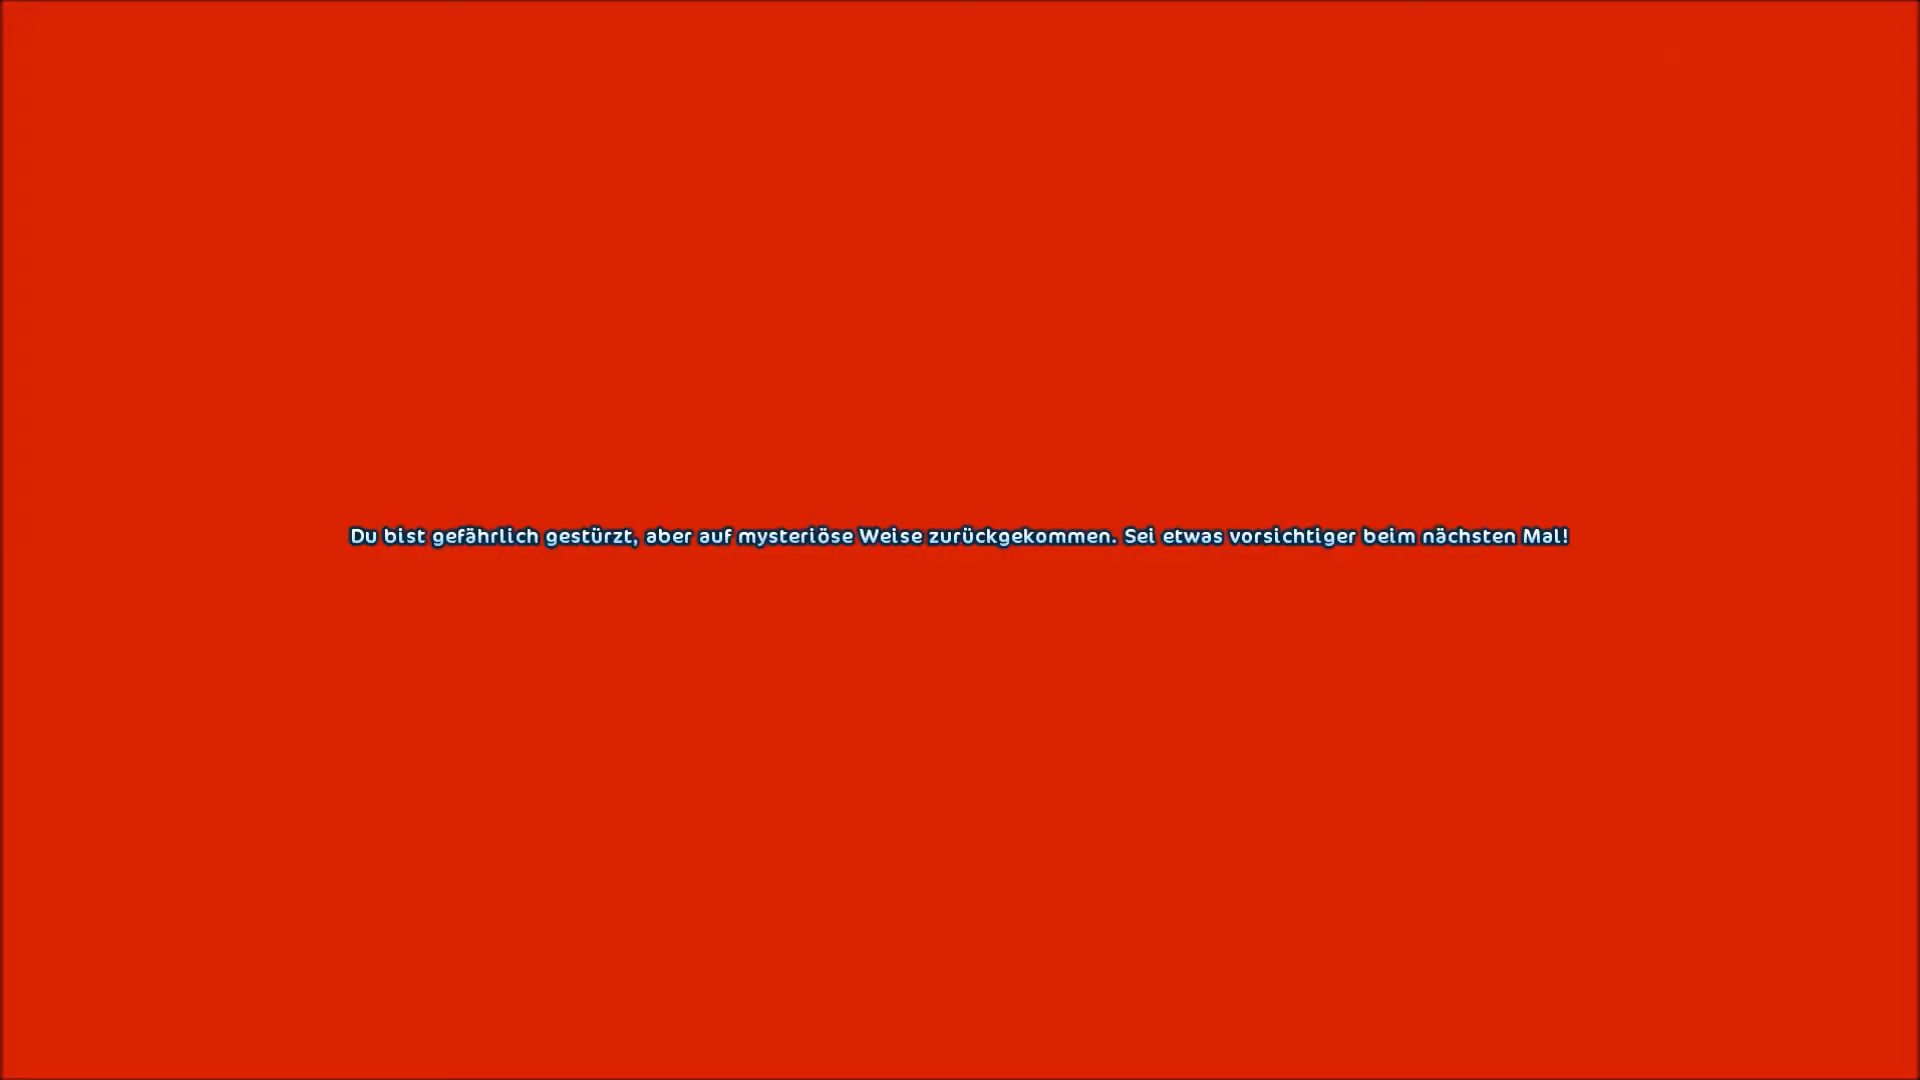 Du bist gefährlich gestürzt, aber auf mysteriöse Weise zurückgekommen. Sei etwas vorsichtiger beim nächsten Mal!